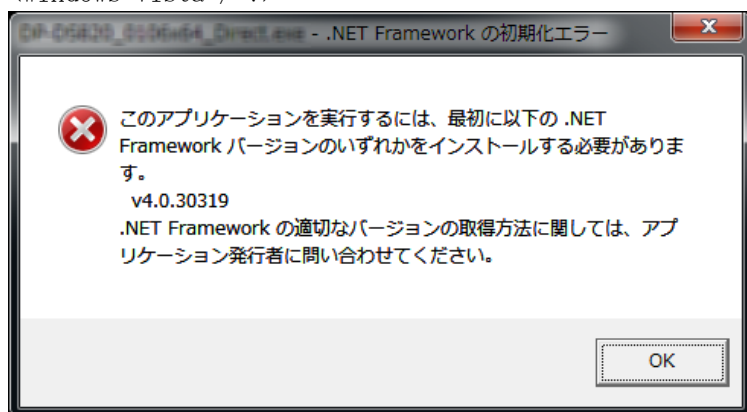 - .NET Framework の初期化エラー
このアプリケーションを実行するには、最初に以下の .NET
Framework バージョンのいずれかをインストールする必要がありま
す。
v4.0.30319
.NET Framework の適切なバージョンの取得方法に関しては、アプ
リケーション発行者に問い合わせてください。
OK